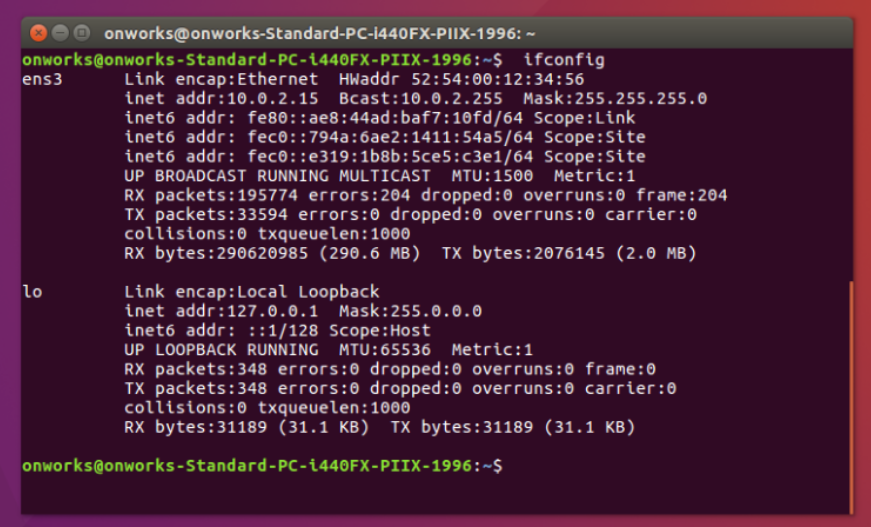 onworks@onworks-Standard-PC-i440FX-PIIX-1996: ~
onworks@onworks-Standard-PC-i440FX-PIIX-1996:~$  ifconfig
ens3      Link encap:Ethernet  HWaddr 52:54:00:12:34:56
          inet addr:10.0.2.15  Bcast:10.0.2.255  Mask:255.255.255.0
          inet6 addr: fe80::ae8:44ad:baf7:10fd/64 Scope:Link
          inet6 addr: fec0::794a:6ae2:1411:54a5/64 Scope:Site
          inet6 addr: fec0::e319:1b8b:5ce5:c3e1/64 Scope:Site
          UP BROADCAST RUNNING MULTICAST  MTU:1500  Metric:1
          RX packets:195774 errors:204 dropped:0 overruns:0 frame:204
          TX packets:33594 errors:0 dropped:0 overruns:0 carrier:0
          collisions:0 txqueuelen:1000
          RX bytes:290620985 (290.6 MB)  TX bytes:2076145 (2.0 MB)

lo        Link encap:Local Loopback
          inet addr:127.0.0.1  Mask:255.0.0.0
          inet6 addr: ::1/128 Scope:Host
          UP LOOPBACK RUNNING  MTU:65536  Metric:1
          RX packets:348 errors:0 dropped:0 overruns:0 frame:0
          TX packets:348 errors:0 dropped:0 overruns:0 carrier:0
          collisions:0 txqueuelen:1000
          RX bytes:31189 (31.1 KB)  TX bytes:31189 (31.1 KB)

onworks@onworks-Standard-PC-i440FX-PIIX-1996:~$